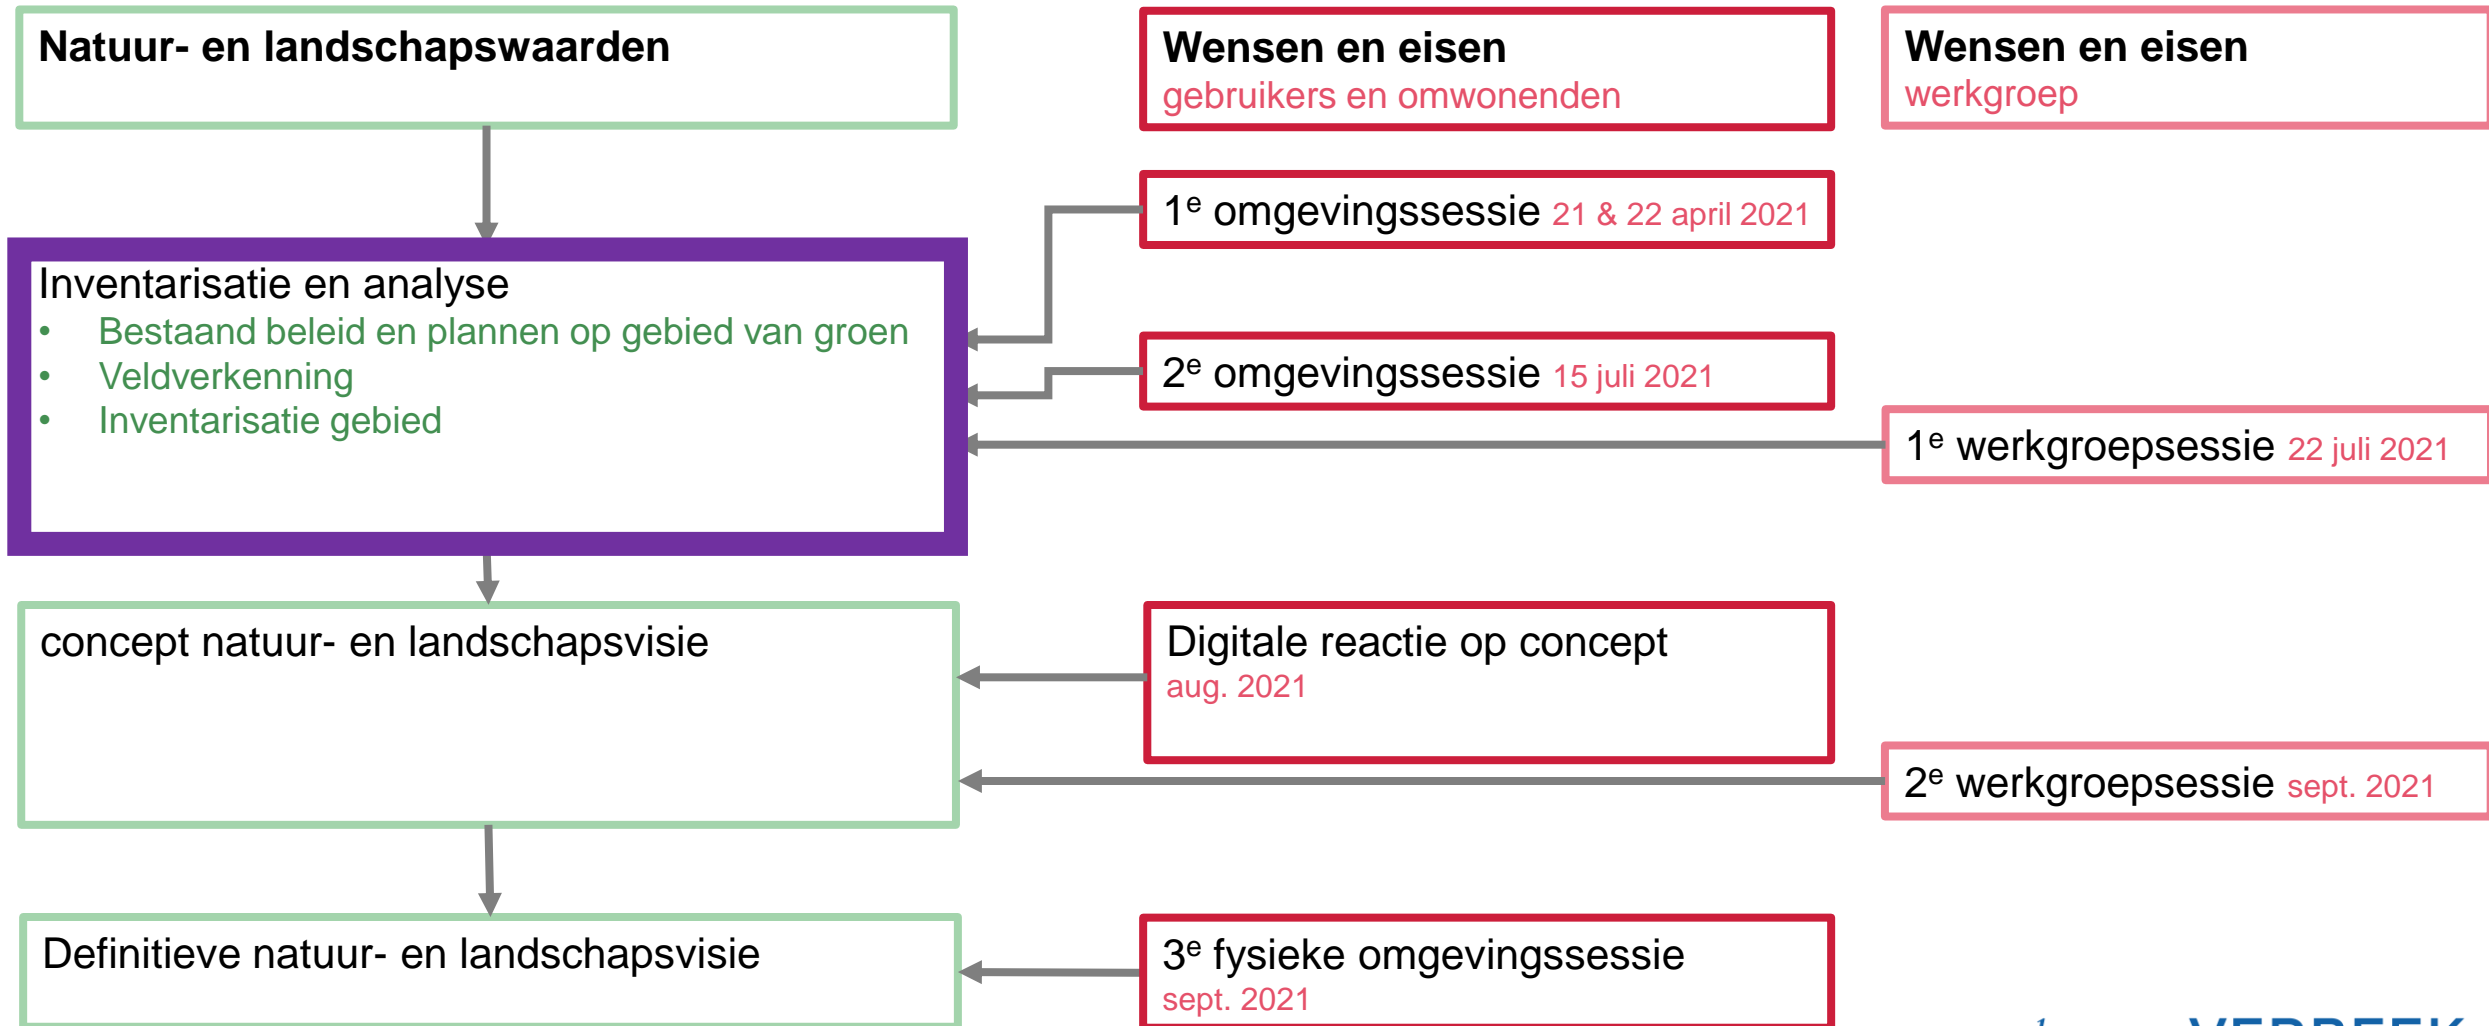 Natuur- en landschapswaarden
Wensen en eisen
gebruikers en omwonenden
Wensen en eisen
werkgroep
1e omgevingssessie 21 & 22 april 2021
Inventarisatie en analyse
• Bestaand beleid en plannen op gebied van groen
• Veldverkenning
• Inventarisatie gebied
2e omgevingssessie 15 juli 2021
1e werkgroepsessie 22 juli 2021
concept natuur- en landschapsvisie
Digitale reactie op concept
aug. 2021
2e werkgroepsessie sept. 2021
Definitieve natuur- en landschapsvisie
3e fysieke omgevingssessie
sept. 2021